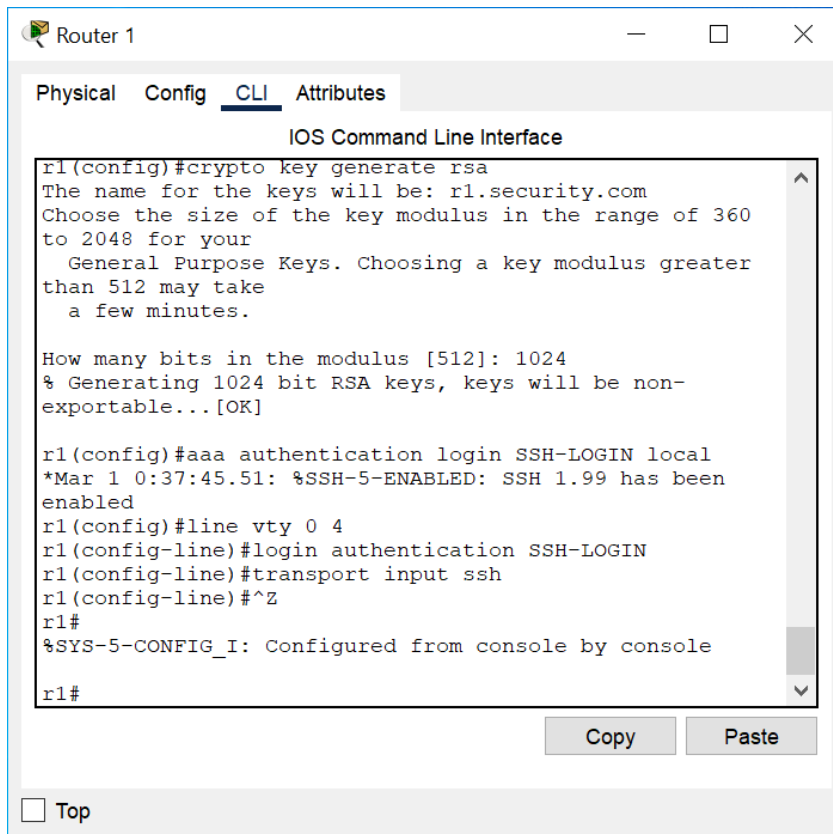 Router 1
Physical Config CLI Attributes
IOS Command Line Interface
r1(config)#crypto key generate rsa
The name for the keys will be: r1.security.com
Choose the size of the key modulus in the range of 360
to 2048 for your
  General Purpose Keys. Choosing a key modulus greater
than 512 may take
  a few minutes.

How many bits in the modulus [512]: 1024
% Generating 1024 bit RSA keys, keys will be non-
exportable...[OK]

r1(config)#aaa authentication login SSH-LOGIN local
*Mar 1 0:37:45.51: %SSH-5-ENABLED: SSH 1.99 has been
enabled
r1(config)#line vty 0 4
r1(config-line)#login authentication SSH-LOGIN
r1(config-line)#transport input ssh
r1(config-line)#^Z
r1#
%SYS-5-CONFIG_I: Configured from console by console

r1#
Copy Paste
Top